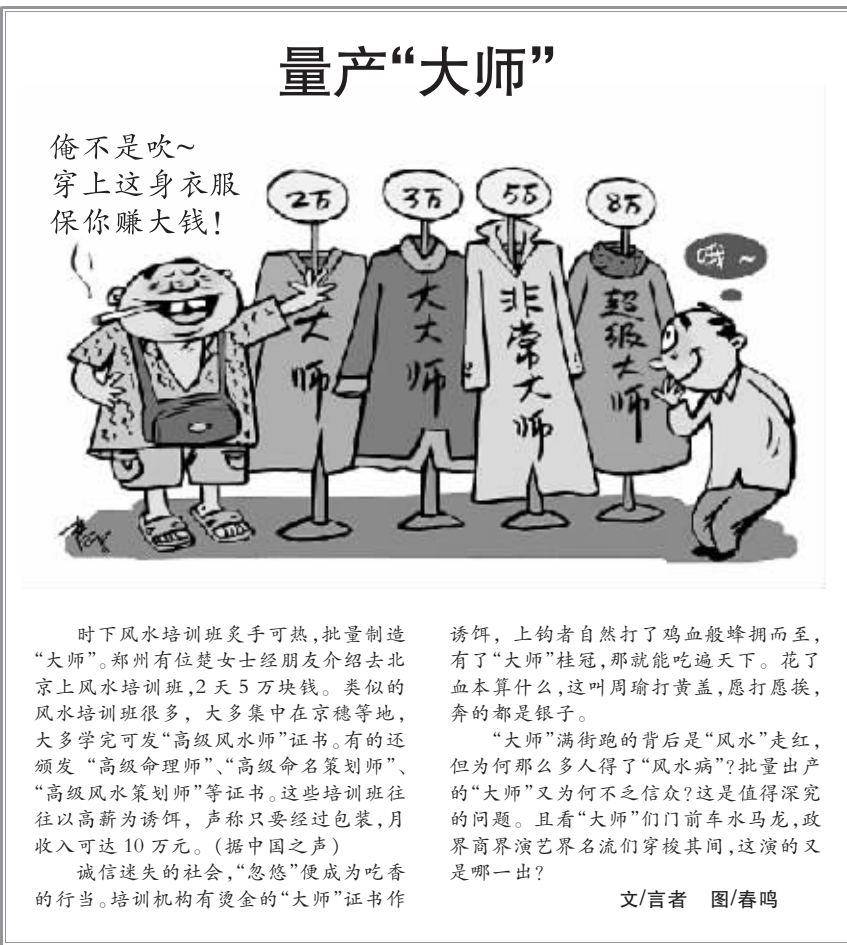 量产“大师”
俺不是吹~
穿上这身衣服
保你赚大钱!
2万
3万
5万
8万
哦~
大师
大大师
非常大师
超级大师
时下风水培训班炙手可热,批量制造
“大师”。郑州有位楚女士经朋友介绍去北
京上风水培训班,2天5万块钱。类似的
风水培训班很多，大多集中在京穗等地,
大多学完可发“高级风水师”证书。有的还
颁发“高级命理师”、“高级命名策划师”、
“高级风水策划师”等证书。这些培训班往
往以高薪为诱饵，声称只要经过包装,月
收入可达10万元。(据中国之声)
诚信迷失的社会,“忽悠”便成为吃香
的行当。培训机构有烫金的“大师”证书作
诱饵，上钩者自然打了鸡血般蜂拥而至,
有了“大师”桂冠,那就能吃遍天下。花了
血本算什么,这叫周瑜打黄盖,愿打愿挨,
奔的都是银子。
“大师”满街跑的背后是“风水”走红,
但为何那么多人得了“风水病”?批量出产
的“大师”又为何不乏信众?这是值得深究
的问题。且看“大师”们门前车水马龙,政
界商界演艺界名流们穿梭其间,这演的又
是哪一出?
文/言者 图/春鸣